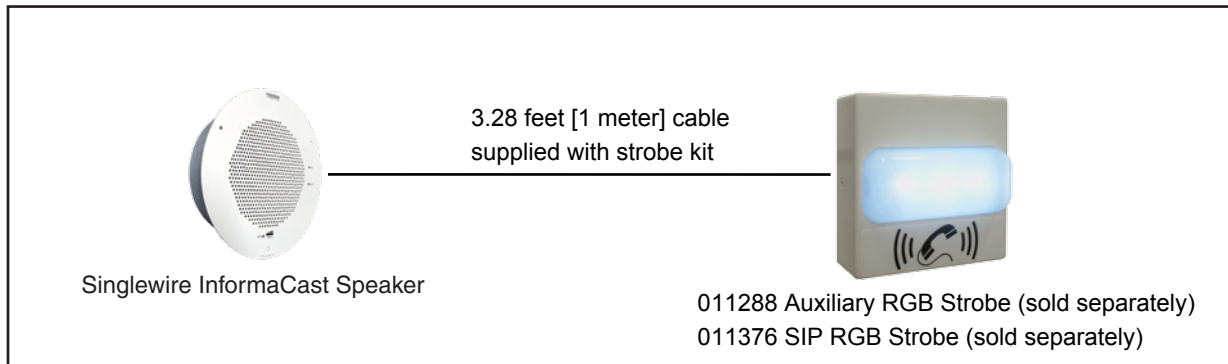 3.28 feet [1 meter] cable
supplied with strobe kit
Singlewire InformaCast Speaker
011288 Auxiliary RGB Strobe (sold separately)
011376 SIP RGB Strobe (sold separately)